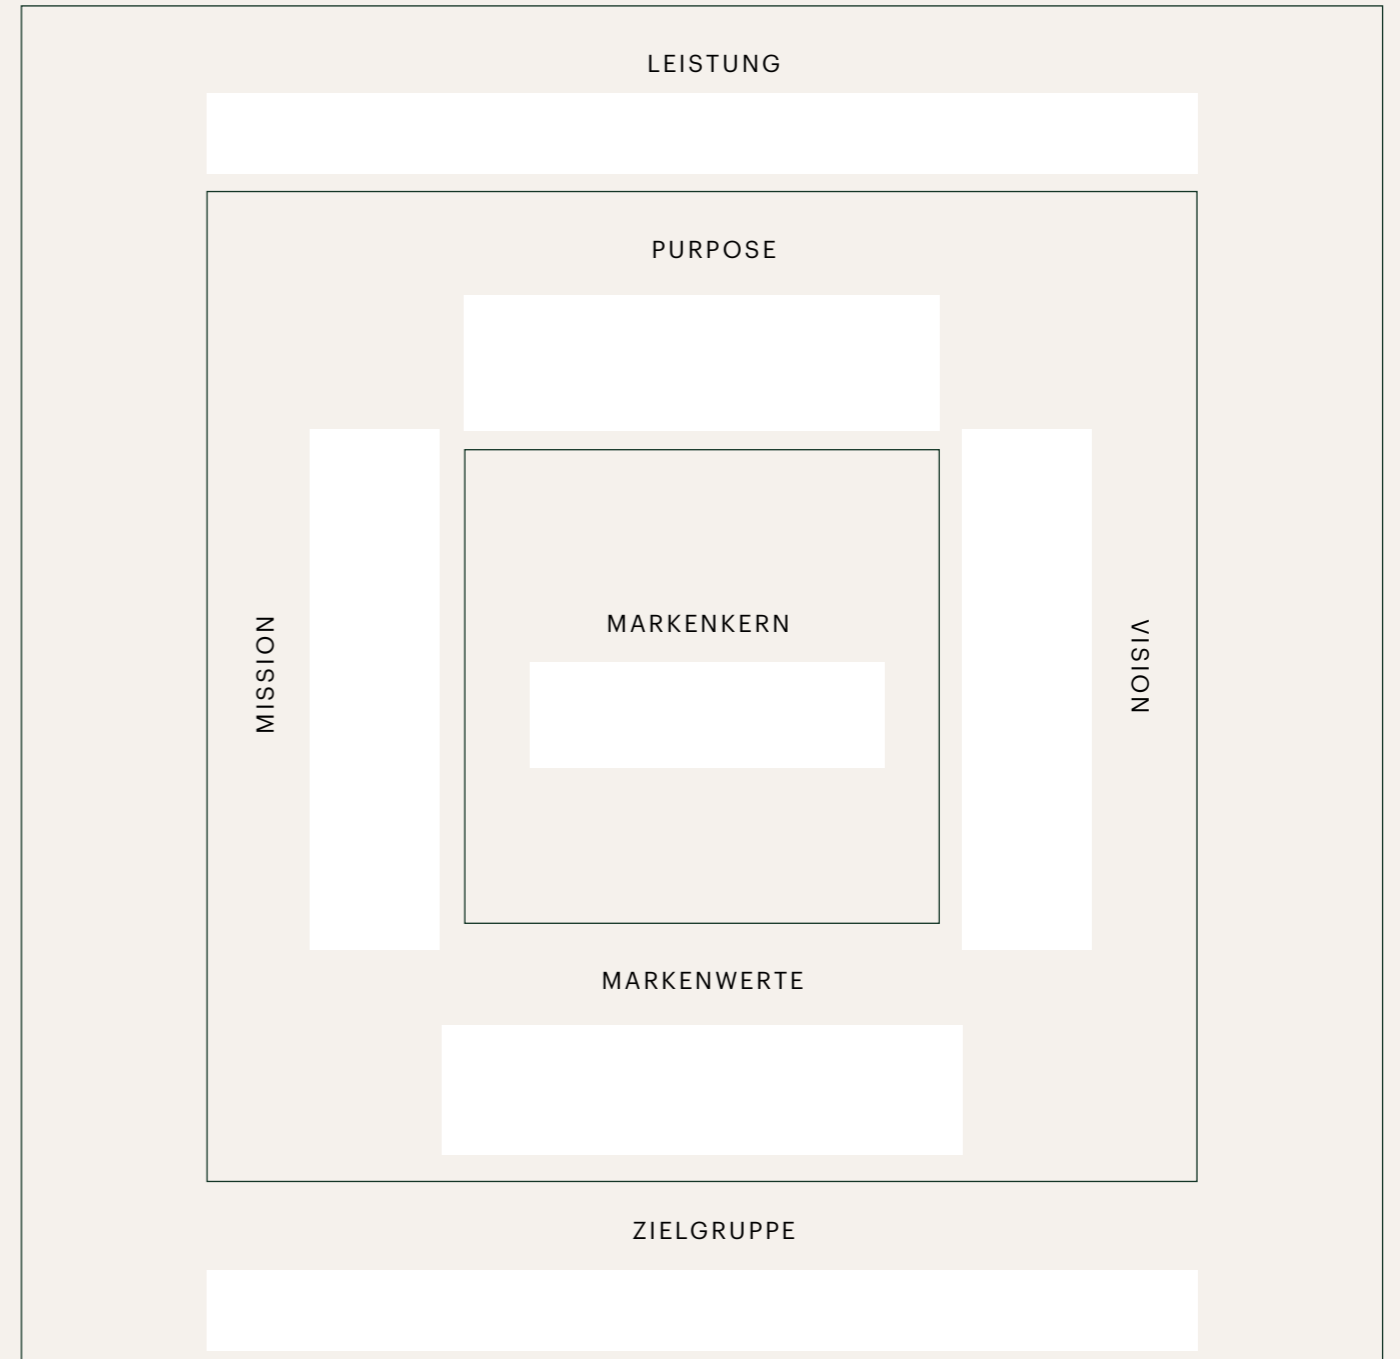 LEISTUNG
PURPOSE
MISSION
MARKENKERN
VISION
MARKENWERTE
ZIELGRUPPE